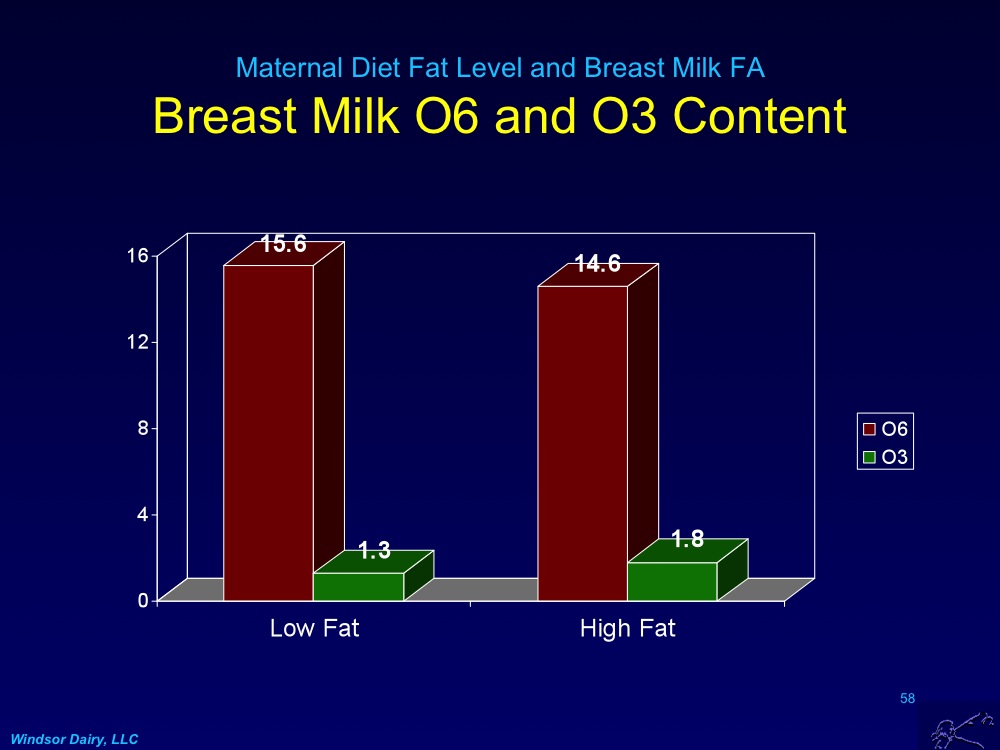 Maternal Diet Fat Level and Breast Milk FA
Breast Milk O6 and O3 Content
15.6
14.6
16
12
8
4
0
1.3
1.8
O6
O3
Low Fat
High Fat
58
Windsor Dairy, LLC